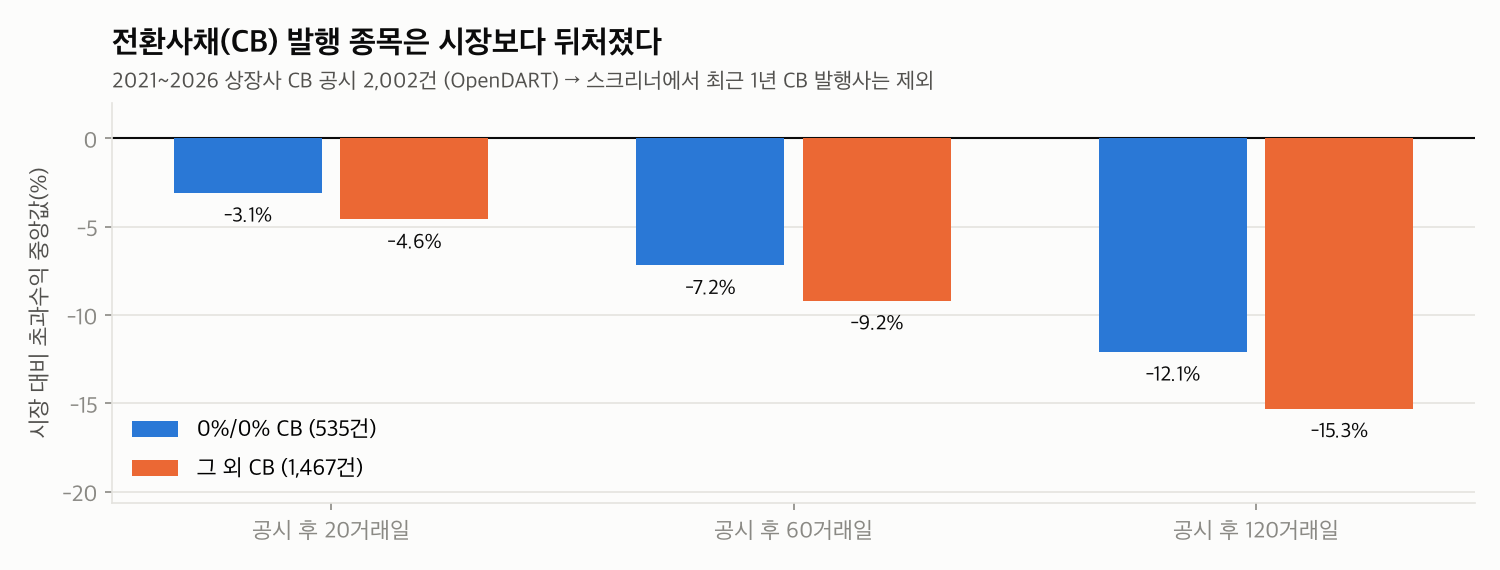 전환사채(CB) 발행 종목은 시장보다 뒤처졌다
2021~2026 상장사 CB 공시 2,002건 (OpenDART) → 스크리너에서 최근 1년 CB 발행사는 제외
시장 대비 초과수익 중앙값(%)
0
-5
-10
-15
-20
-3.1%
-4.6%
-7.2%
-9.2%
-12.1%
-15.3%
0%/0% CB (535건)
그 외 CB (1,467건)
공시 후 20거래일
공시 후 60거래일
공시 후 120거래일